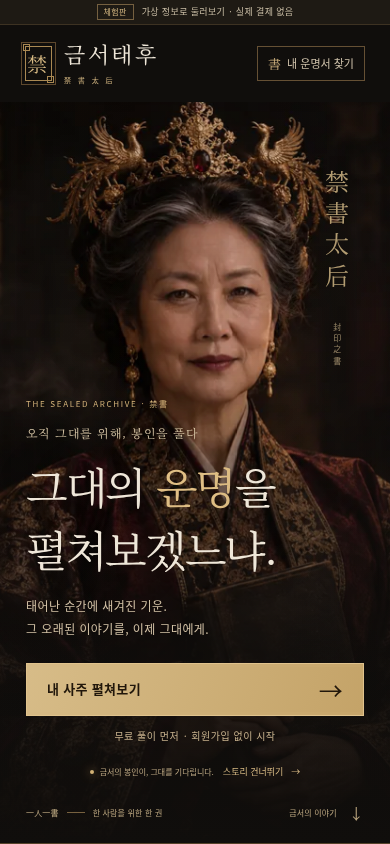 체험판 가상 정보로 둘러보기 · 실제 결제 없음
禁 금서태후
禁書太后
書 내 운명서 찾기
禁書太后
封印之書
THE SEALED ARCHIVE · 禁書
오직 그대를 위해, 봉인을 풀다
그대의 운명을
펼쳐보겠느냐.
태어난 순간에 새겨진 기운.
그 오래된 이야기를, 이제 그대에게.
내 사주 펼쳐보기 →
무료 풀이 먼저 · 회원가입 없이 시작
금서의 봉인이, 그대를 기다립니다. 스토리 건너뛰기 →
一人一書 — 한 사람을 위한 한 권
금서의 이야기 ↓